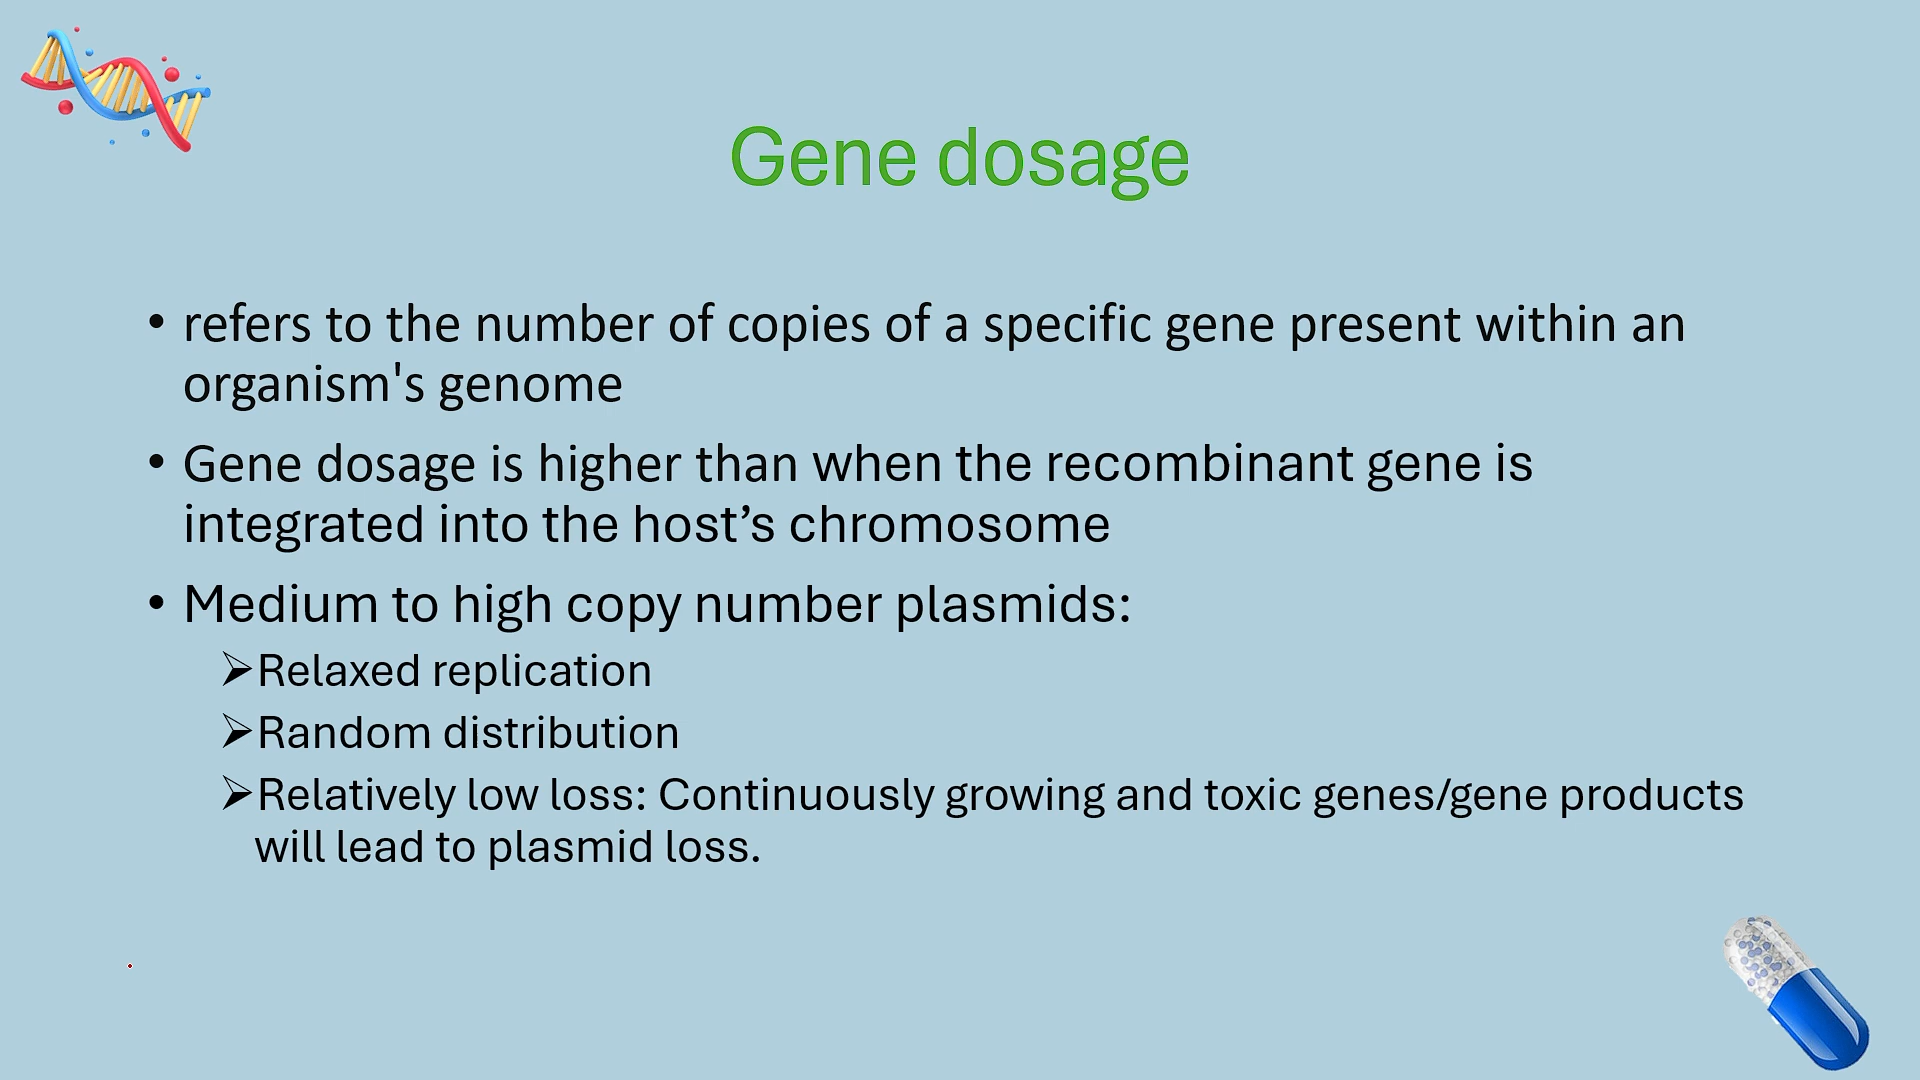 Gene dosage
• refers to the number of copies of a specific gene present within an
organism's genome
• Gene dosage is higher than when the recombinant gene is
integrated into the host’s chromosome
• Medium to high copy number plasmids:
➢Relaxed replication
➢Random distribution
➢Relatively low loss: Continuously growing and toxic genes/gene products
will lead to plasmid loss.